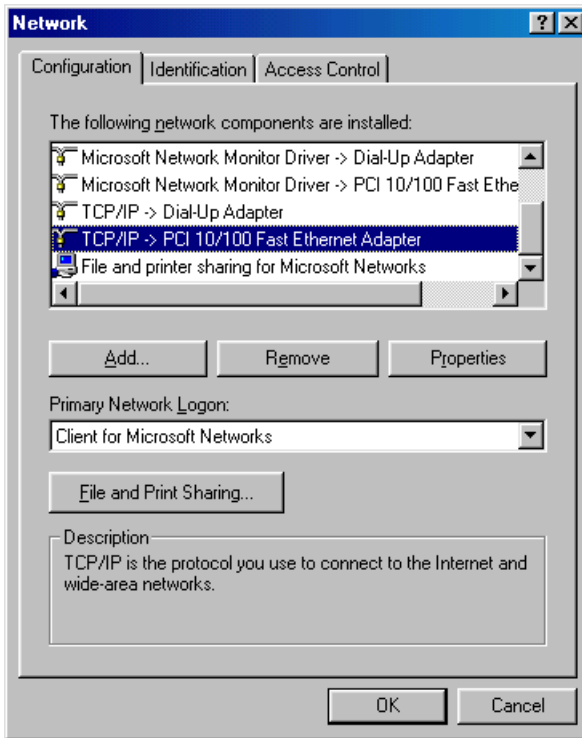 Network
Configuration Identification Access Control
The following network components are installed:
Microsoft Network Monitor Driver -> Dial-Up Adapter
Microsoft Network Monitor Driver -> PCI 10/100 Fast Ethe
TCP/IP -> Dial-Up Adapter
TCP/IP -> PCI 10/100 Fast Ethernet Adapter
File and printer sharing for Microsoft Networks
Add... Remove Properties
Primary Network Logon:
Client for Microsoft Networks
File and Print Sharing...
Description
TCP/IP is the protocol you use to connect to the Internet and
wide-area networks.
OK Cancel